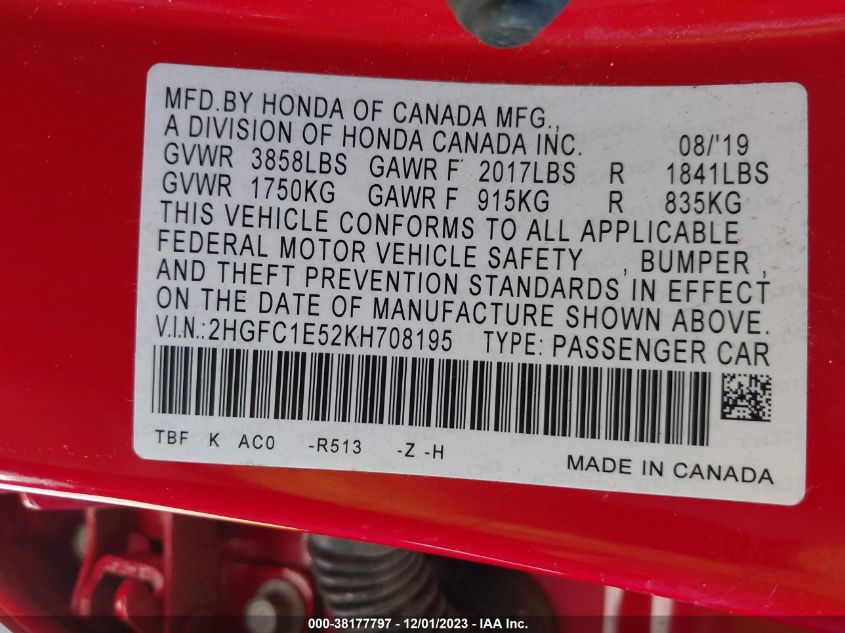 MFD.BY HONDA OF CANADA MFG.,
A DIVISION OF HONDA CANADA INC. 08/'19
GVWR 3858LBS GAWR F 2017LBS R 1841LBS
GVWR 1750KG GAWR F 915KG R 835KG
THIS VEHICLE CONFORMS TO ALL APPLICABLE
FEDERAL MOTOR VEHICLE SAFETY , BUMPER ,
AND THEFT PREVENTION STANDARDS IN EFFECT
ON THE DATE OF MANUFACTURE SHOWN ABOVE.
V.I.N.:2HGFC1E52KH708195 TYPE: PASSENGER CAR
TBF K AC0 -R513 -Z -H
MADE IN CANADA
000-38177797 - 12/01/2023 - IAA Inc.